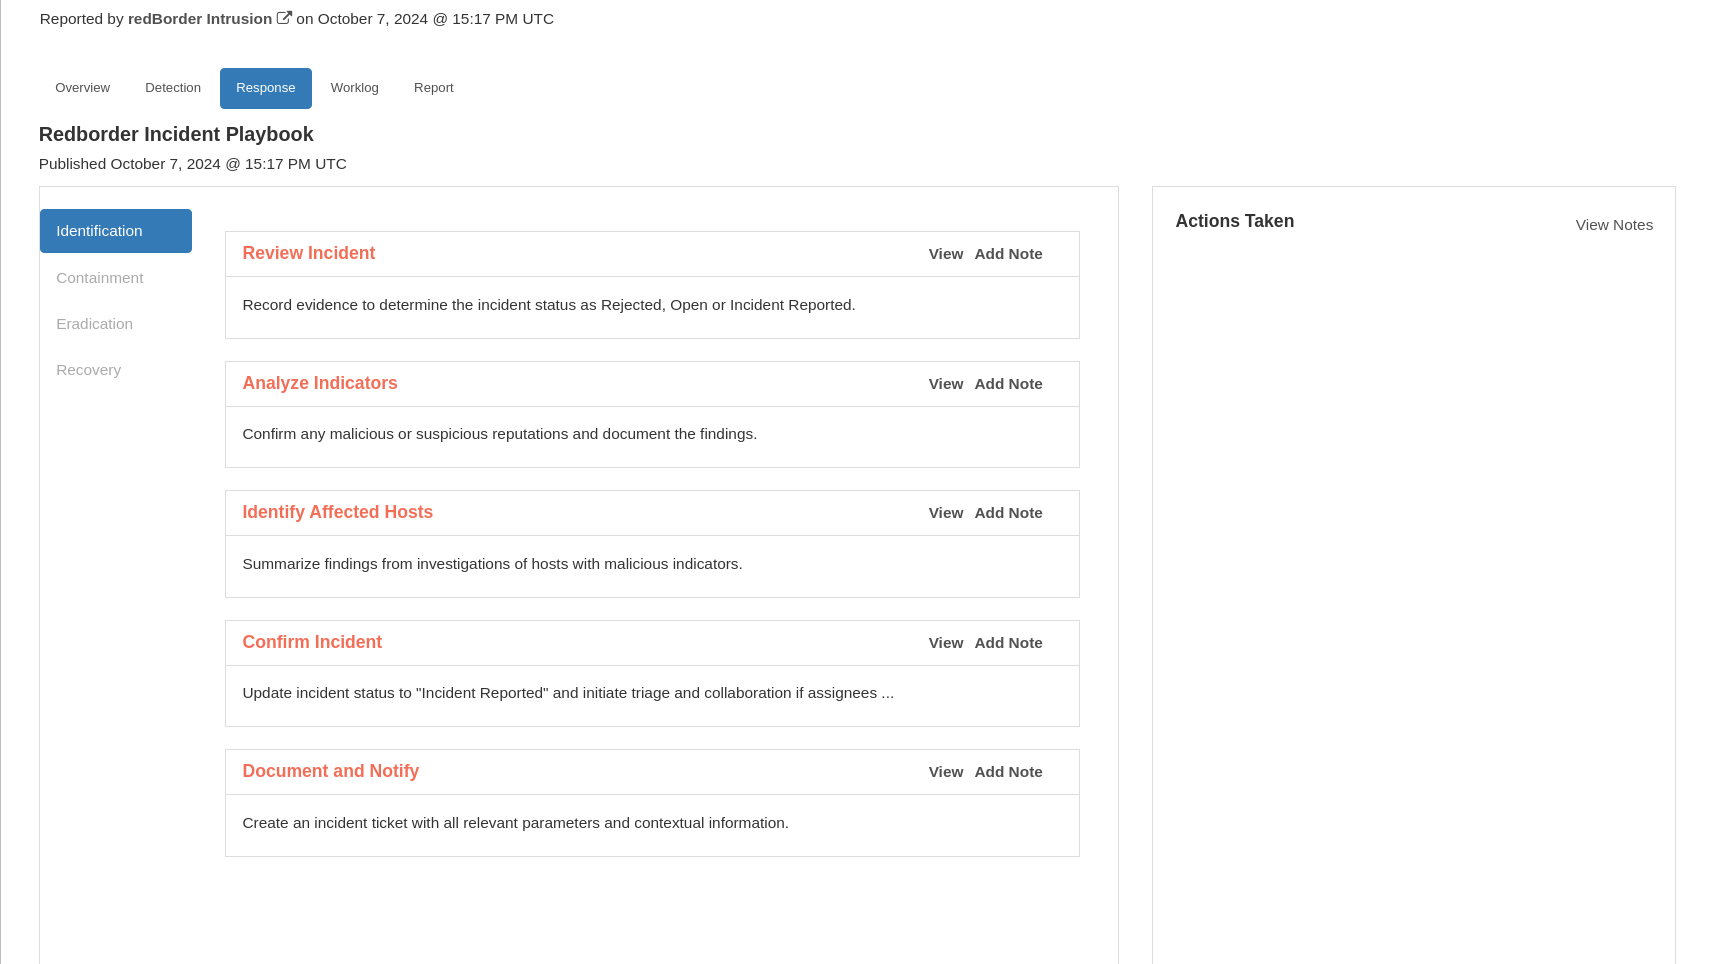 Reported by redBorder Intrusion on October 7, 2024 @ 15:17 PM UTC
Overview Detection Response Worklog Report
Redborder Incident Playbook
Published October 7, 2024 @ 15:17 PM UTC
Identification
Containment
Eradication
Recovery
Review Incident View Add Note
Record evidence to determine the incident status as Rejected, Open or Incident Reported.
Analyze Indicators View Add Note
Confirm any malicious or suspicious reputations and document the findings.
Identify Affected Hosts View Add Note
Summarize findings from investigations of hosts with malicious indicators.
Confirm Incident View Add Note
Update incident status to "Incident Reported" and initiate triage and collaboration if assignees ...
Document and Notify View Add Note
Create an incident ticket with all relevant parameters and contextual information.
Actions Taken View Notes